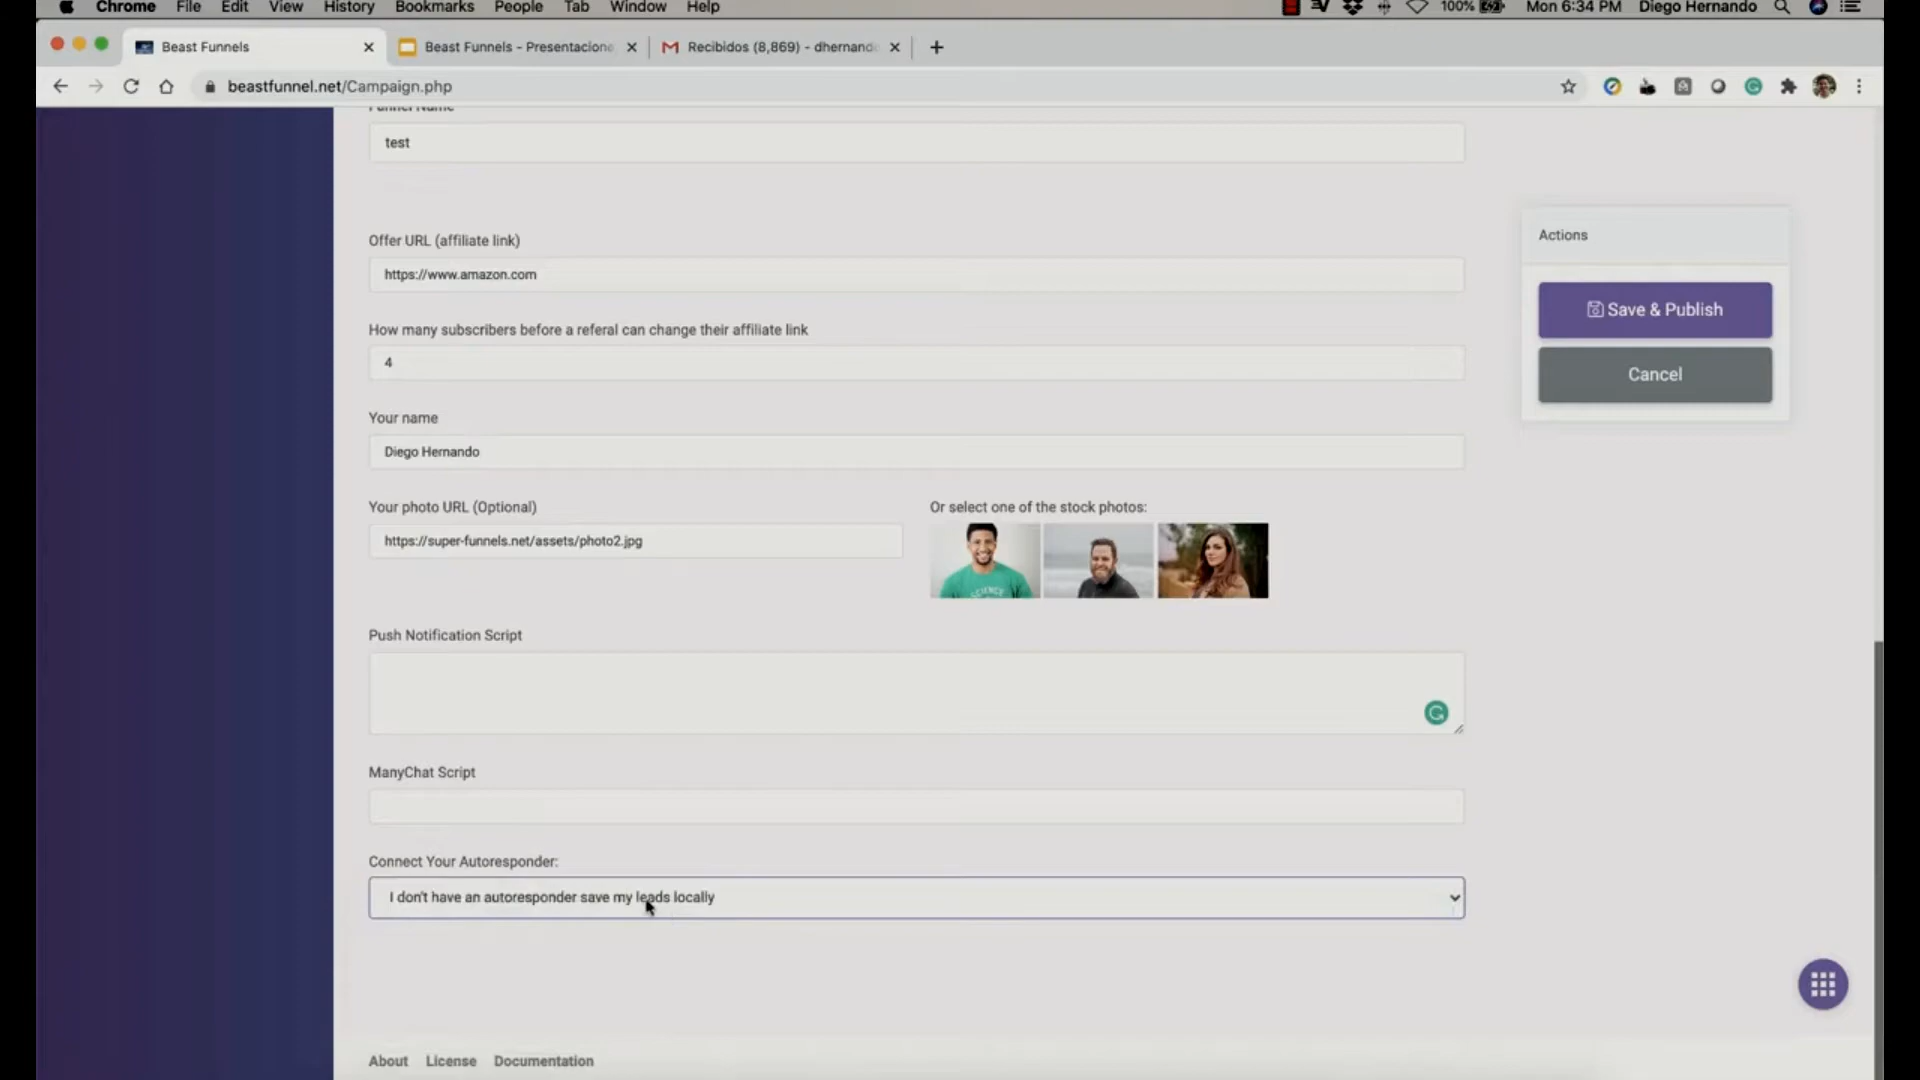 Chrome File Edit View History Bookmarks People Tab Window Help 100% Mon 6:34 PM Diego Hernando
Beast Funnels
Beast Funnels - Presentacione
Recibidos (8,869) - dhernand
beastfunnel.net/Campaign.php
Funnel Name
test
Offer URL (affiliate link)
https://www.amazon.com
How many subscribers before a referal can change their affiliate link
4
Your name
Diego Hernando
Your photo URL (Optional)
https://super-funnels.net/assets/photo2.jpg
Or select one of the stock photos:
SCIENCE
Push Notification Script
ManyChat Script
Connect Your Autoresponder:
I don't have an autoresponder save my leads locally
Actions
Save & Publish
Cancel
About License Documentation